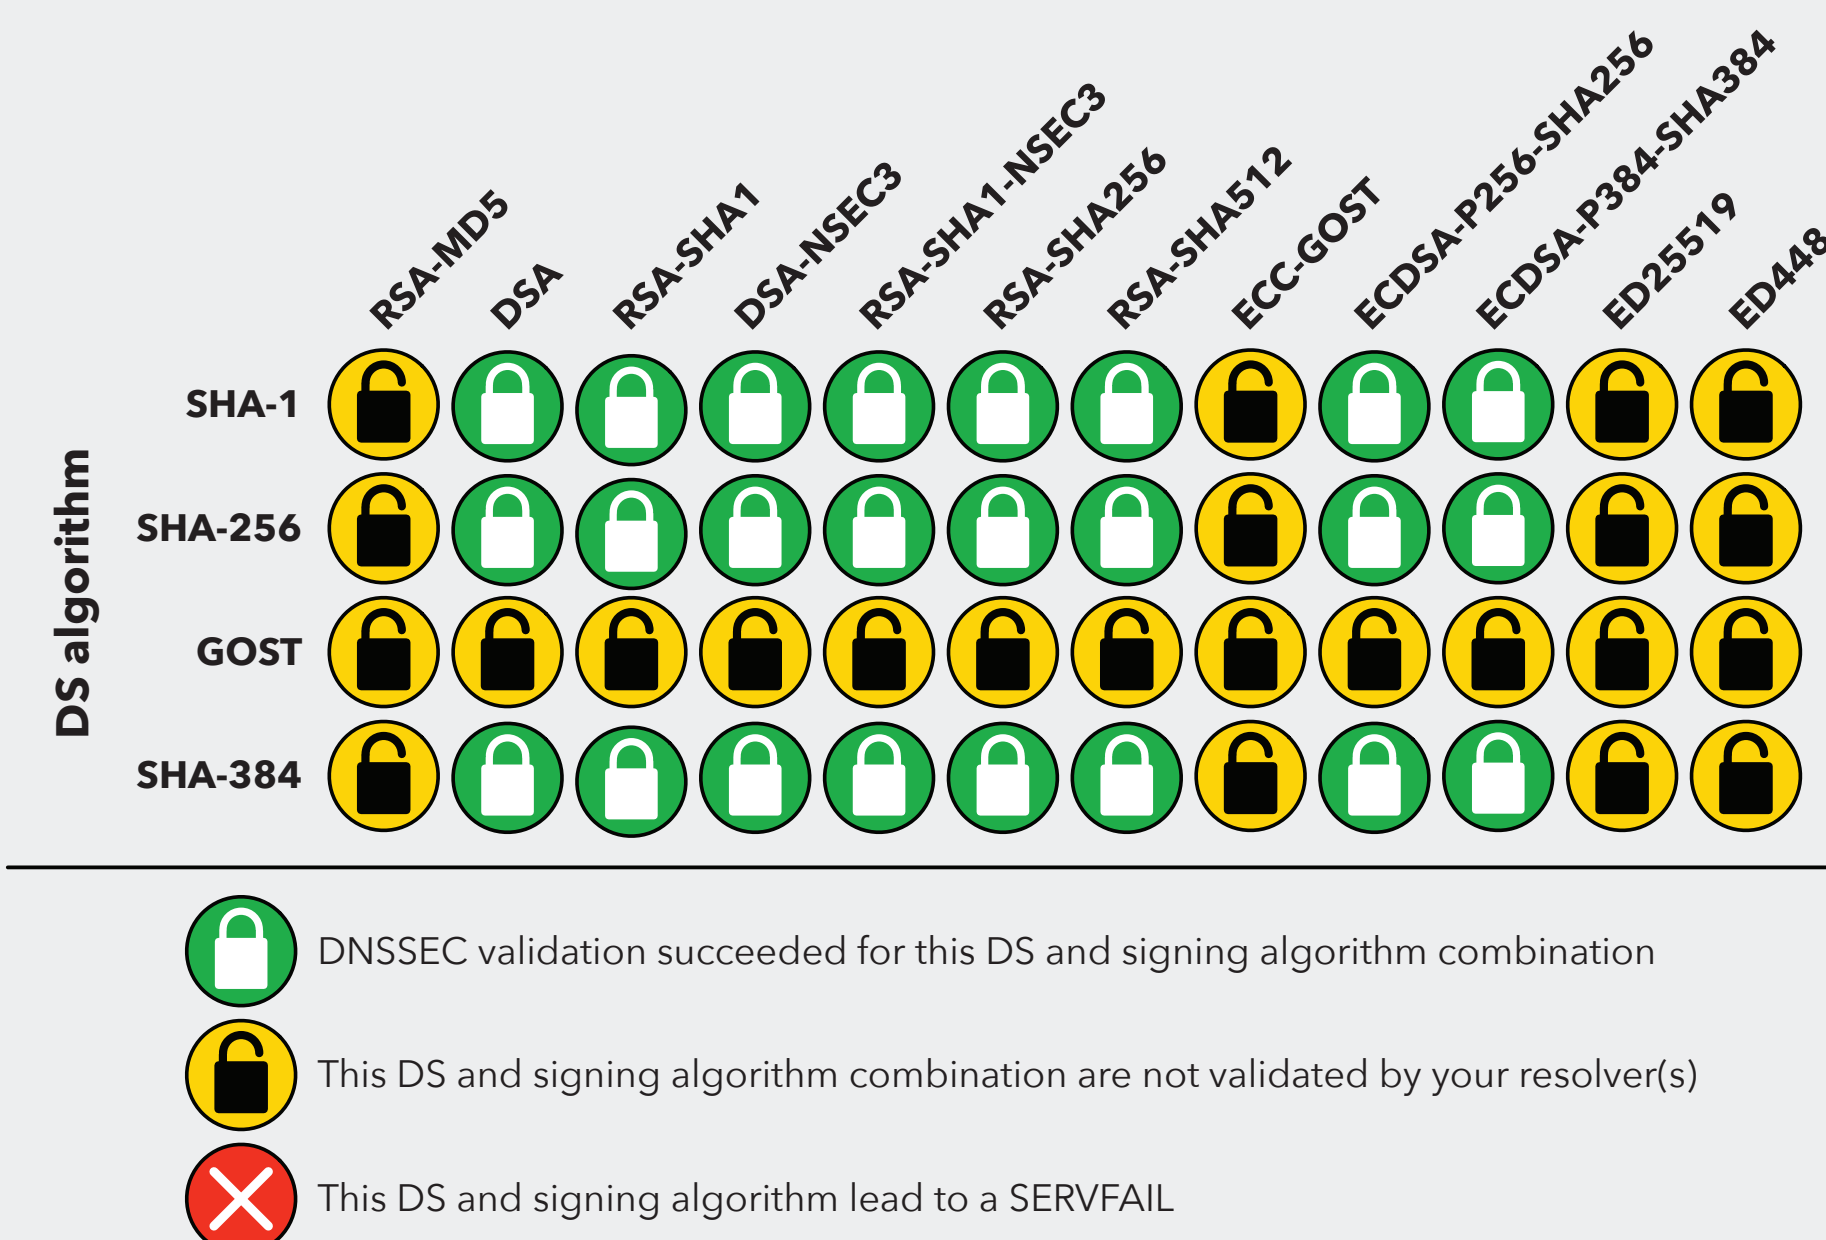 RSA-MD5
DSA
RSA-SHA1
DSA-NSEC3
RSA-SHA1-NSEC3
RSA-SHA256
RSA-SHA512
ECC-GOST
ECDSA-P256-SHA256
ECDSA-P384-SHA384
ED25519
ED448
DS algorithm
SHA-1
SHA-256
GOST
SHA-384
DNSSEC validation succeeded for this DS and signing algorithm combination
This DS and signing algorithm combination are not validated by your resolver(s)
This DS and signing algorithm lead to a SERVFAIL